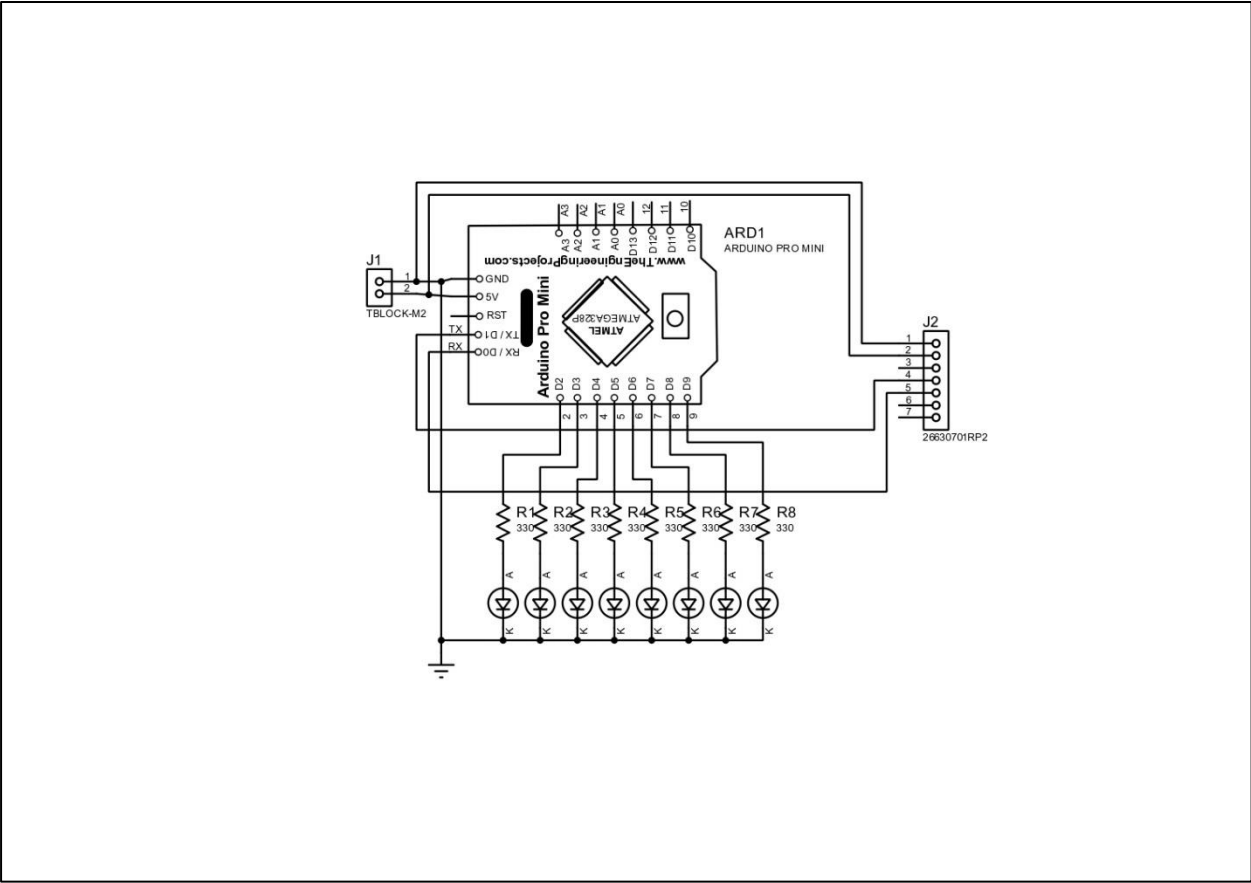 A3 A2 A1 A0 12 11 10
A3 A2 A1 A0 D13 D12 D11 D10
ARD1
ARDUINO PRO MINI
www.TheEngineeringProjects.com
J1
1
2
TBLOCK-M2
GND
5V
RST
TX TX / D1
RX RX / D0
Arduino Pro Mini
ATMEL
ATMEGA328P
J2
1
2
3
4
5
6
7
26630701RP2
D2 D3 D4 D5 D6 D7 D8 D9
2 3 4 5 6 7 8 9
R1 R2 R3 R4 R5 R6 R7 R8
330 330 330 330 330 330 330 330
A A A A A A A A
K K K K K K K K